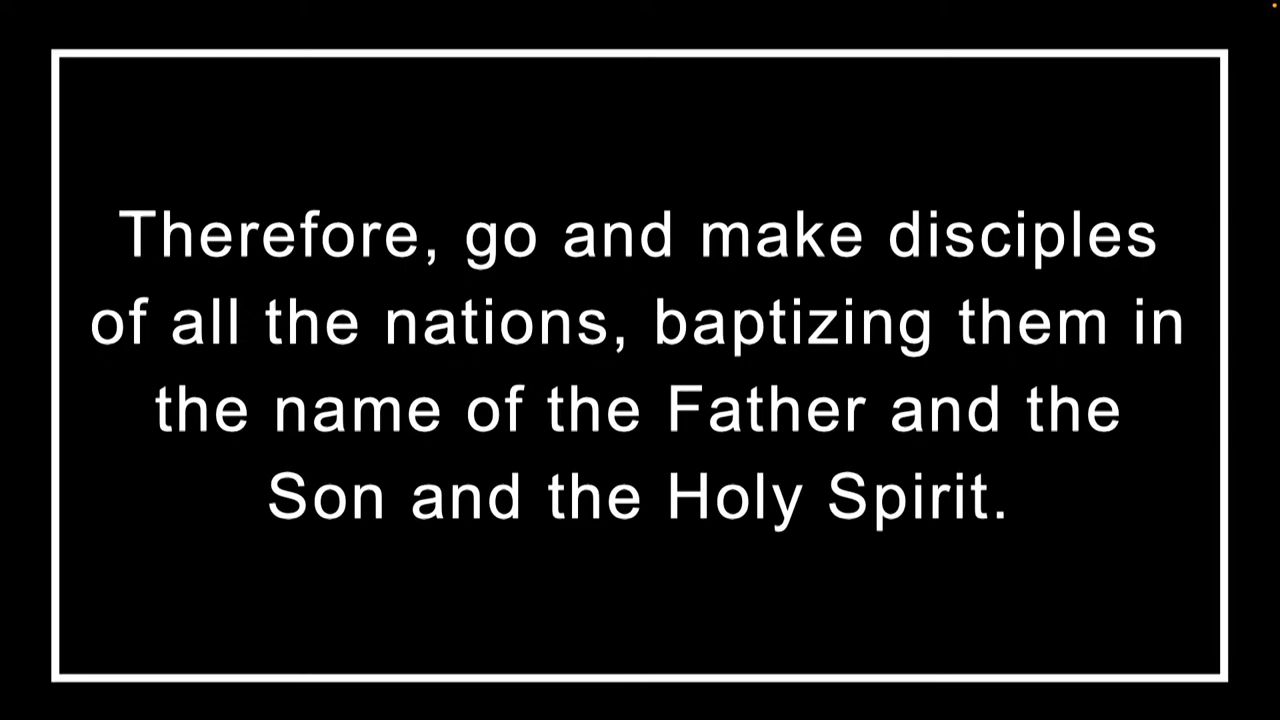 Therefore, go and make disciples
of all the nations, baptizing them in
the name of the Father and the
Son and the Holy Spirit.